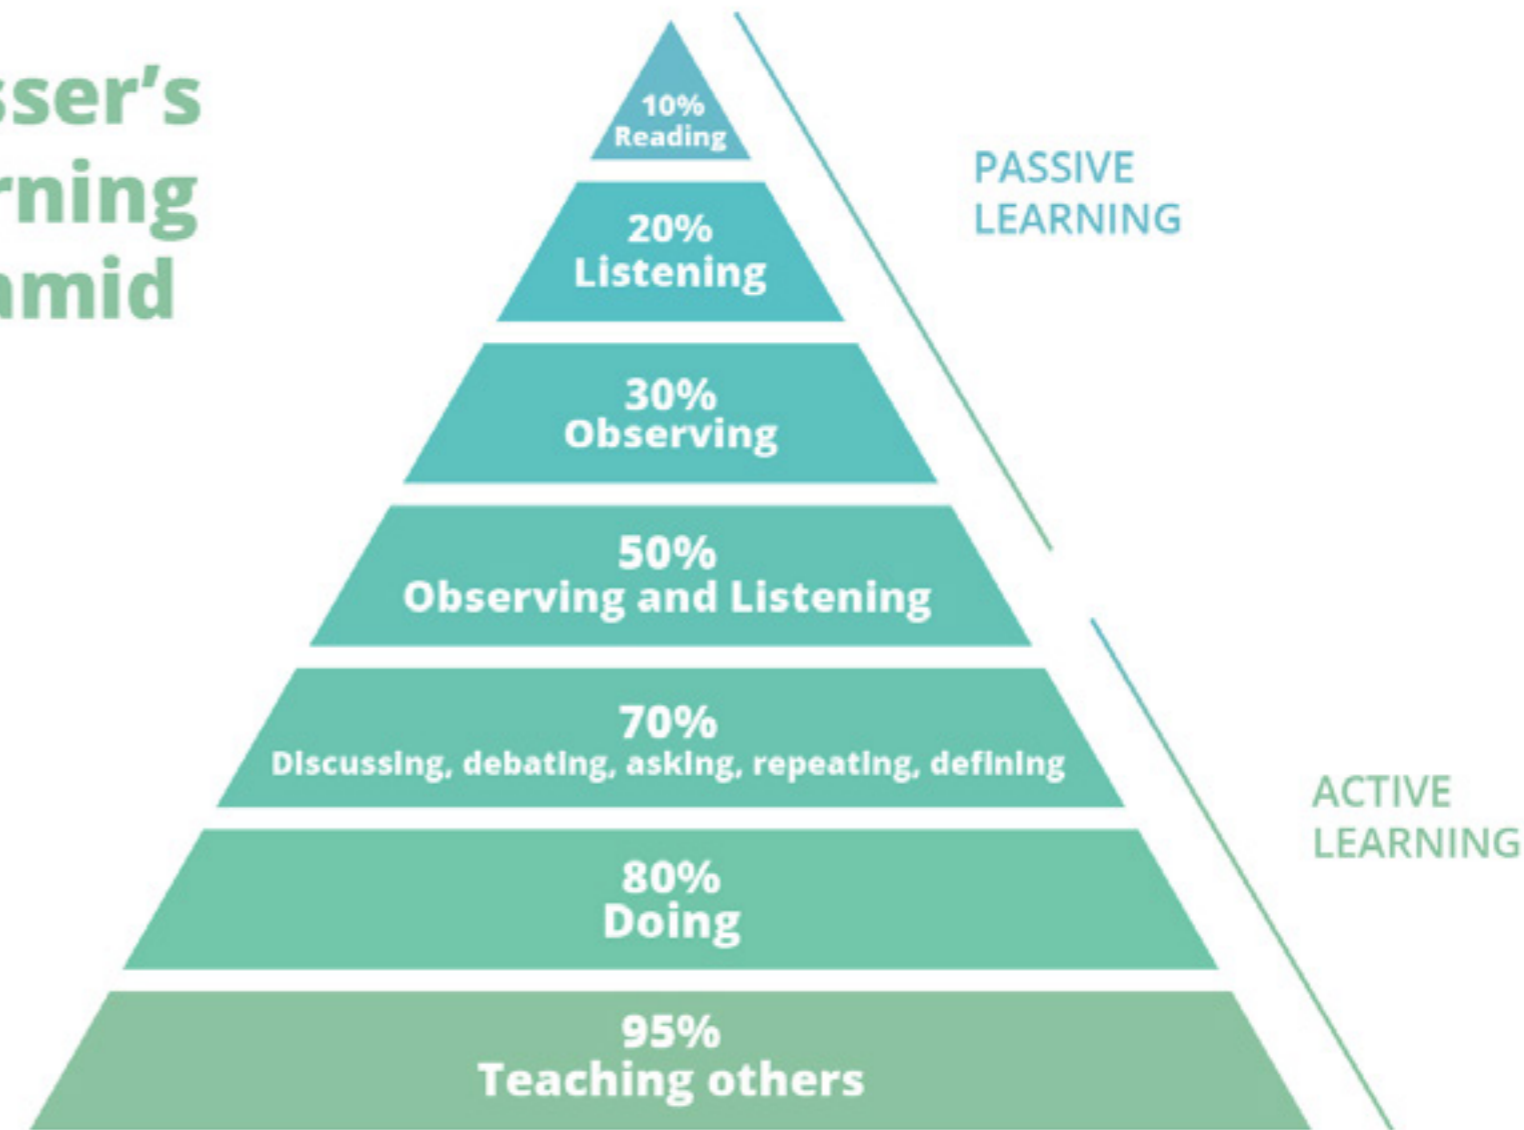 sser’s
rning
amid
10%
Reading
20%
Listening
30%
Observing
50%
Observing and Listening
70%
Discussing, debating, asking, repeating, defining
80%
Doing
95%
Teaching others
PASSIVE
LEARNING
ACTIVE
LEARNING